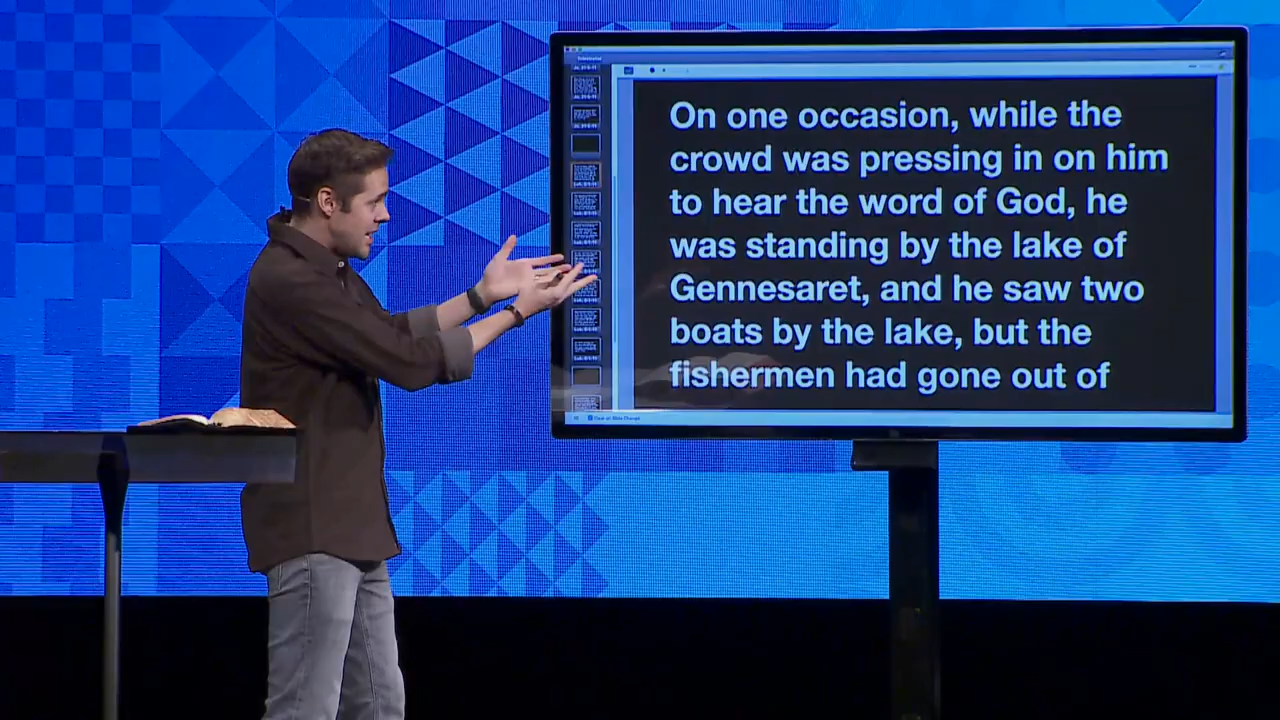 On one occasion, while the
crowd was pressing in on him
to hear the word of God, he
was standing by the lake of
Gennesaret, and he saw two
boats by the lake, but the
fishermen had gone out of